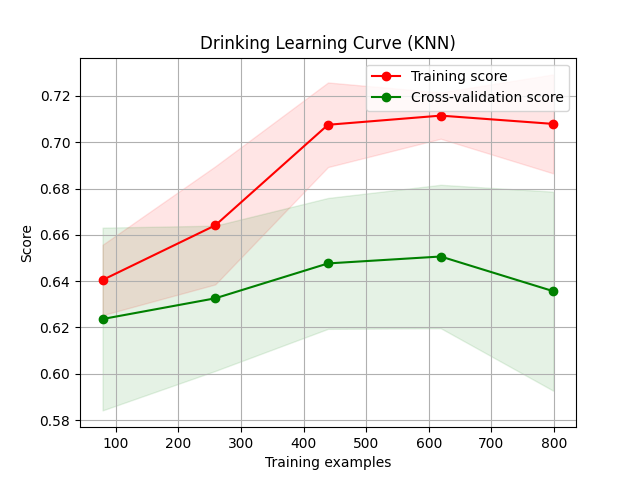 Drinking Learning Curve (KNN)
Training score
Cross-validation score
0.72
0.70
0.68
0.66
0.64
0.62
0.60
0.58
Score
100 200 300 400 500 600 700 800
Training examples